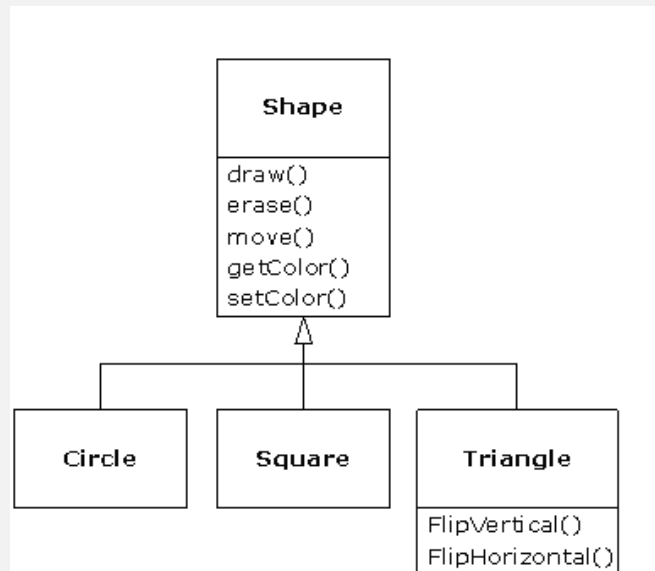 Shape
draw()
erase()
move()
getColor()
setColor()
Circle
Square
Triangle
FlipVertical()
FlipHorizontal()